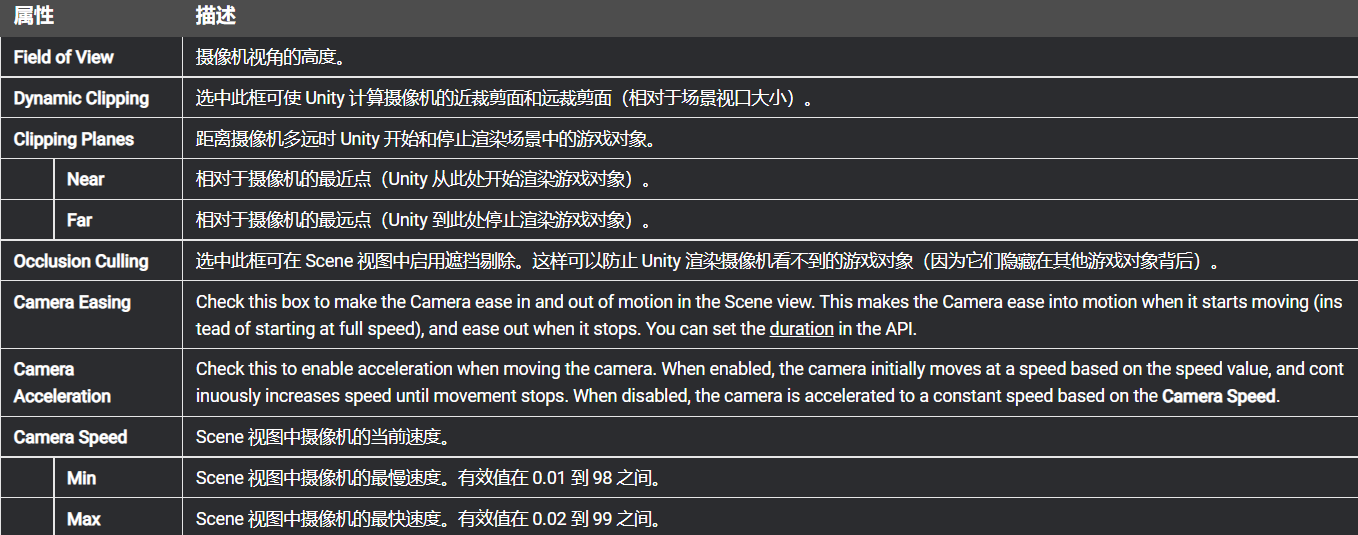 属性 描述
Field of View 摄像机视角的高度。
Dynamic Clipping 选中此框可使 Unity 计算摄像机的近裁剪面和远裁剪面（相对于场景视口大小）。
Clipping Planes 距离摄像机多远时 Unity 开始和停止渲染场景中的游戏对象。
Near 相对于摄像机的最近点（Unity 从此处开始渲染游戏对象）。
Far 相对于摄像机的最远点（Unity 到此处停止渲染游戏对象）。
Occlusion Culling 选中此框可在 Scene 视图中启用遮挡剔除。这样可以防止 Unity 渲染摄像机看不到的游戏对象（因为它们隐藏在其他游戏对象背后）。
Camera Easing Check this box to make the Camera ease in and out of motion in the Scene view. This makes the Camera ease into motion when it starts moving (ins
tead of starting at full speed), and ease out when it stops. You can set the duration in the API.
Camera Check this to enable acceleration when moving the camera. When enabled, the camera initially moves at a speed based on the speed value, and cont
Acceleration inuously increases speed until movement stops. When disabled, the camera is accelerated to a constant speed based on the Camera Speed.
Camera Speed Scene 视图中摄像机的当前速度。
Min Scene 视图中摄像机的最慢速度。有效值在 0.01 到 98 之间。
Max Scene 视图中摄像机的最快速度。有效值在 0.02 到 99 之间。